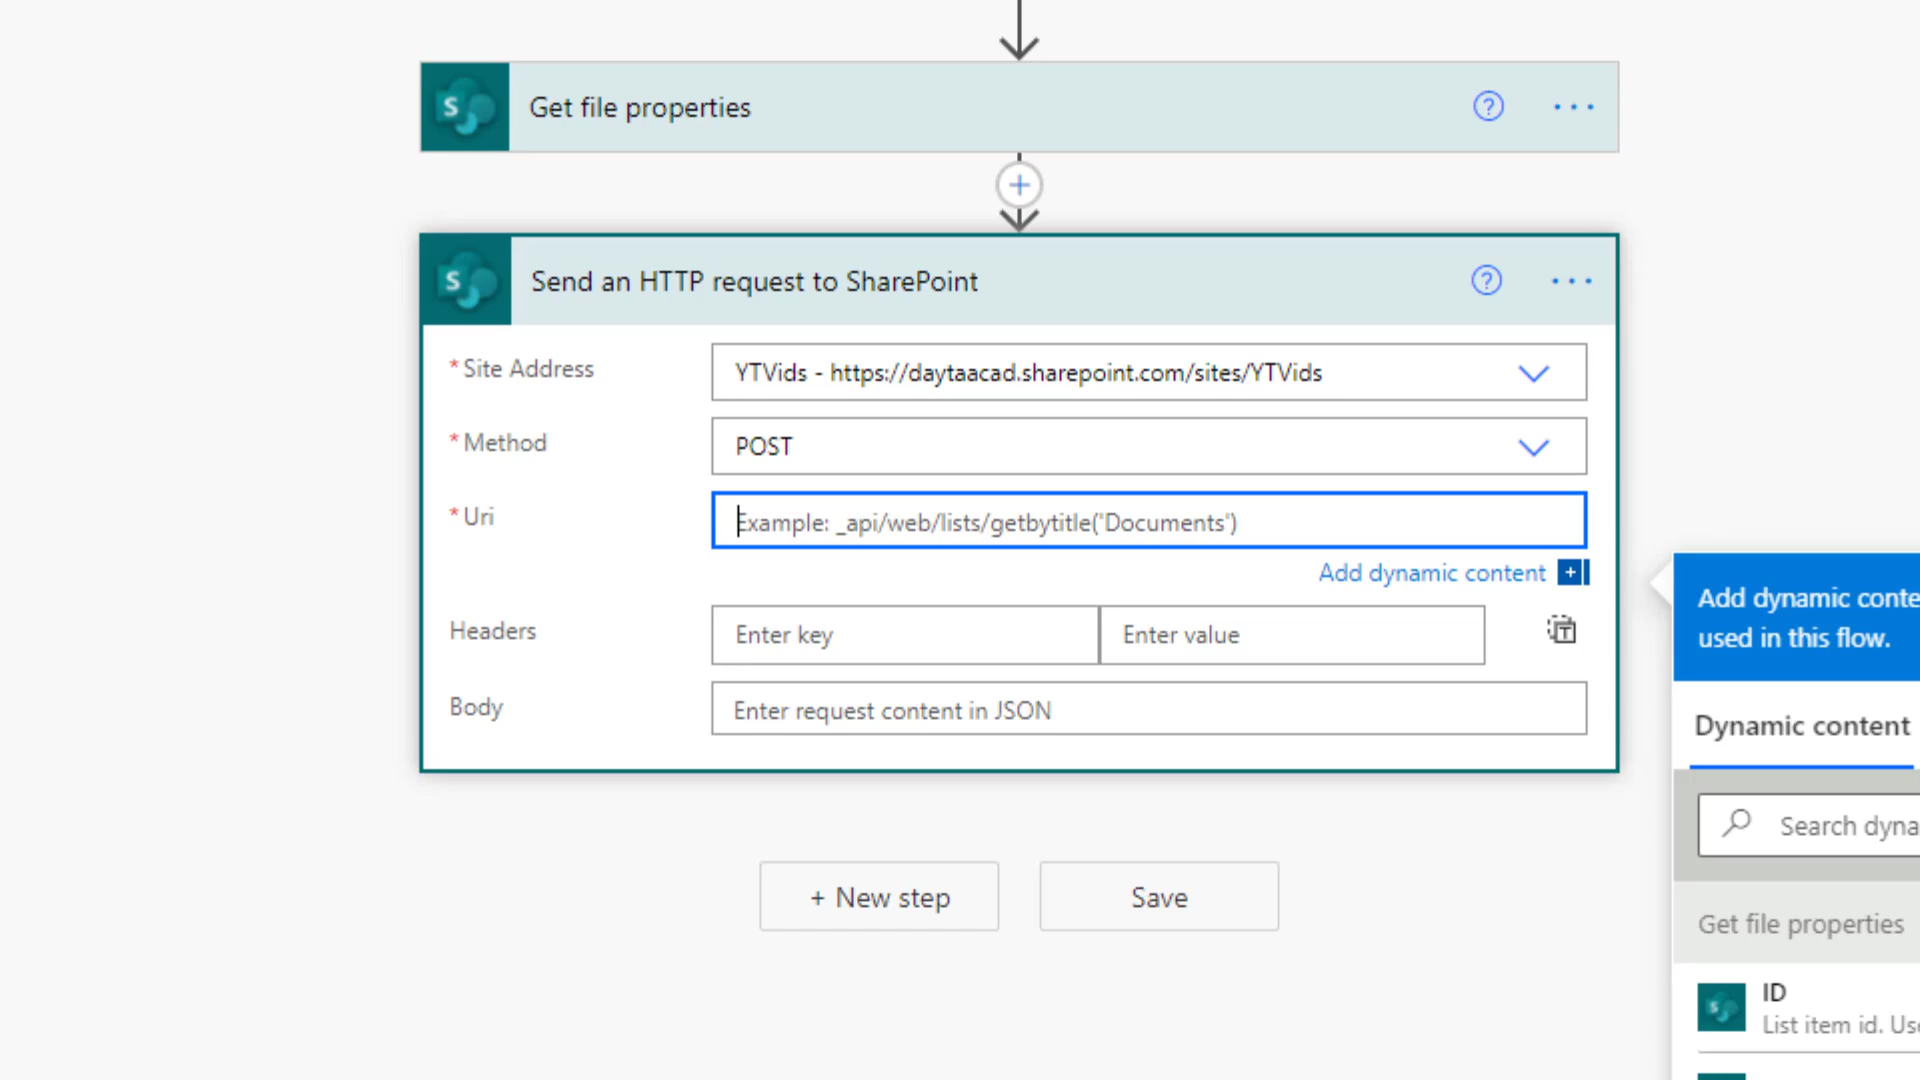 Get file properties
Send an HTTP request to SharePoint
* Site Address
YTVids - https://daytaacad.sharepoint.com/sites/YTVids
* Method
POST
* Uri
Example: _api/web/lists/getbytitle('Documents')
Add dynamic content
Headers
Enter key
Enter value
Body
Enter request content in JSON
+ New step
Save
Add dynamic conte
used in this flow.
Dynamic content
Search dyna
Get file properties
ID
List item id. Use